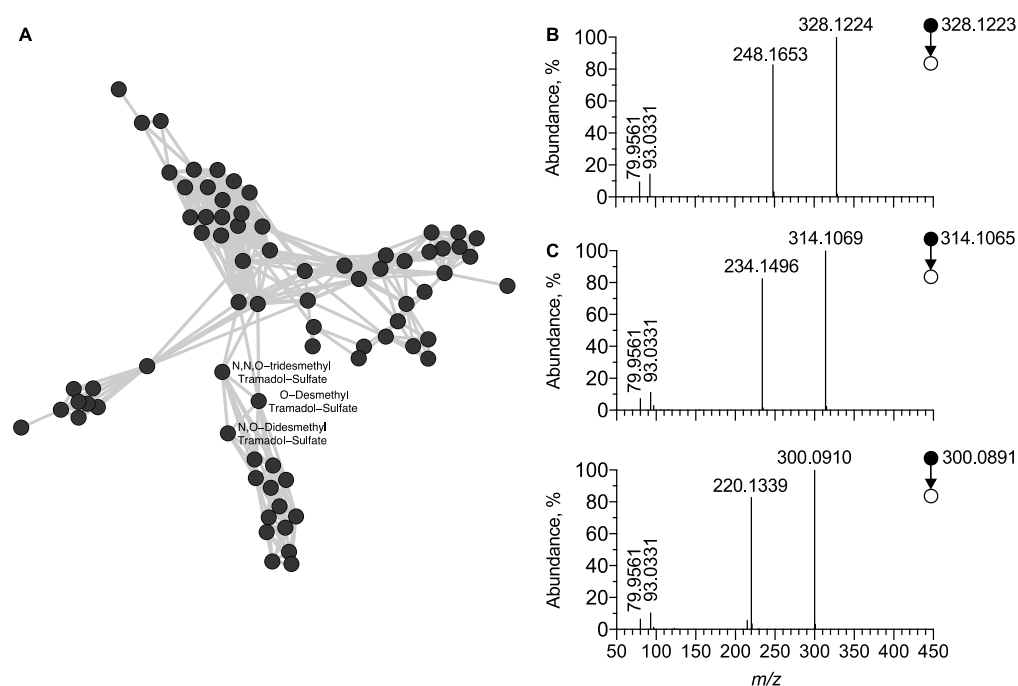 A
N,N,O−tridesmethyl
Tramadol−Sulfate
O−Desmethyl
Tramadol−Sulfate
N,O−Didesmethyl
Tramadol−Sulfate
B
328.1224
328.1223
248.1653
79.9561
93.0331
Abundance, %
100
80
60
40
20
0
C
314.1069
314.1065
234.1496
79.9561
93.0331
Abundance, %
100
80
60
40
20
0
300.0910
300.0891
220.1339
79.9561
93.0331
Abundance, %
100
80
60
40
20
0
50 100 150 200 250 300 350 400 450
m/z